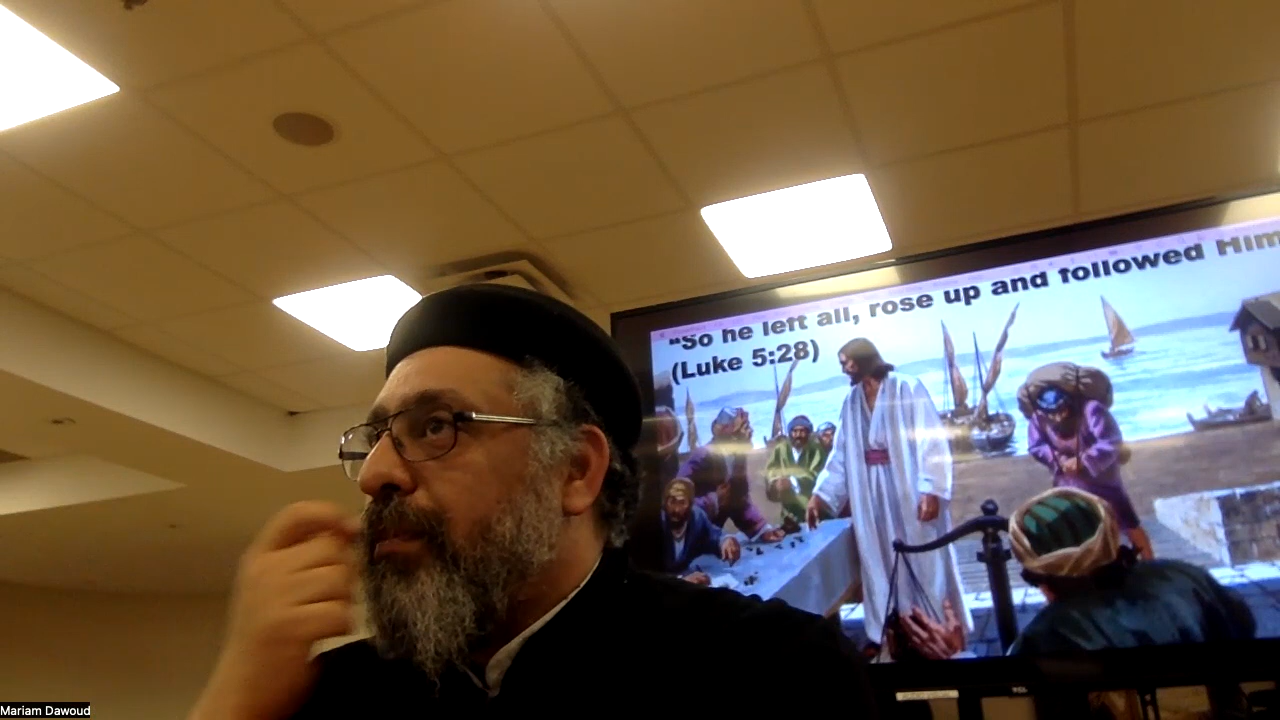 “So he left all, rose up and followed Him
(Luke 5:28)
Mariam Dawoud